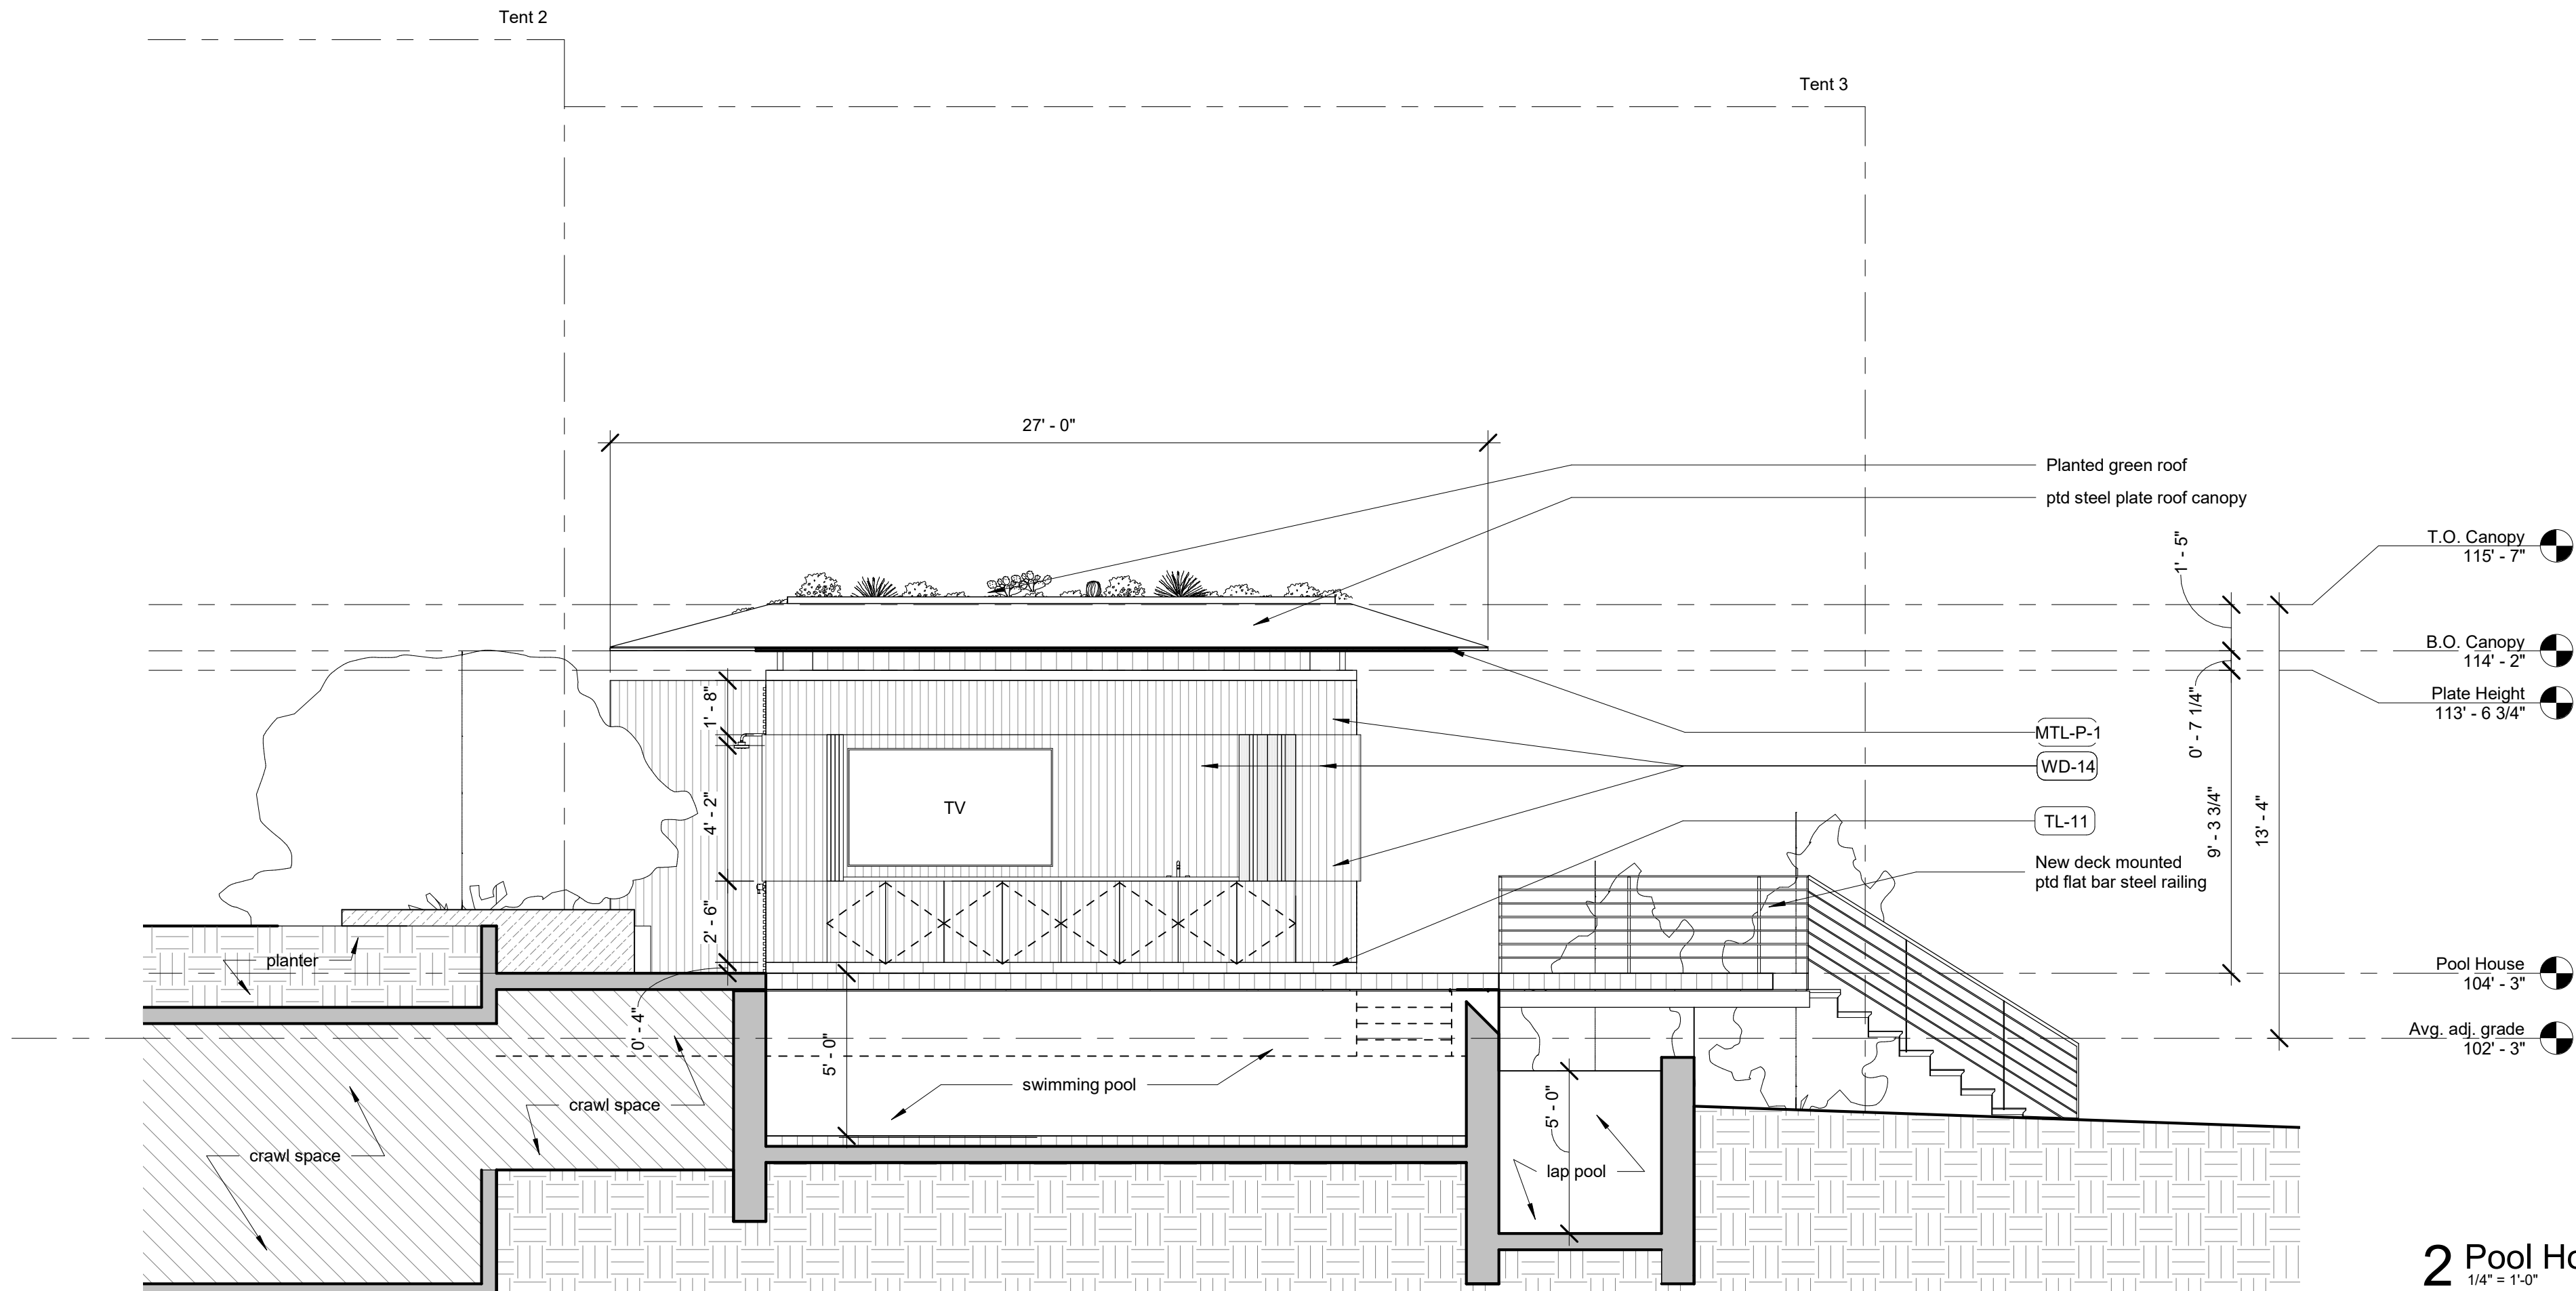 Tent 2
Tent 3
27' - 0"
Planted green roof
ptd steel plate roof canopy
T.O. Canopy
115' - 7"
1' - 5"
B.O. Canopy
114' - 2"
Plate Height
113' - 6 3/4"
0' - 7 1/4"
1' - 8"
MTL-P-1
WD-14
TV
4' - 2"
TL-11
9' - 3 3/4"
13' - 4"
New deck mounted
ptd flat bar steel railing
2' - 6"
planter
Pool House
104' - 3"
0' - 4"
Avg. adj. grade
102' - 3"
5' - 0"
swimming pool
crawl space
5' - 0"
crawl space
lap pool
2 Pool Ho
1/4" = 1'-0"